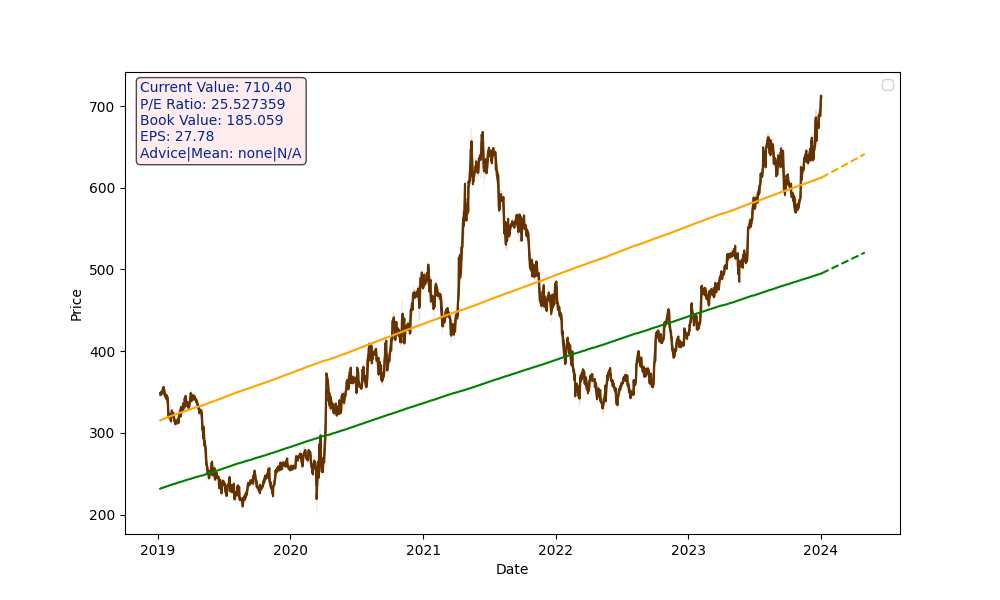 Current Value: 710.40
P/E Ratio: 25.527359
Book Value: 185.059
EPS: 27.78
Advice|Mean: none|N/A
700
600
500
400
300
200
Price
2019 2020 2021 2022 2023 2024
Date